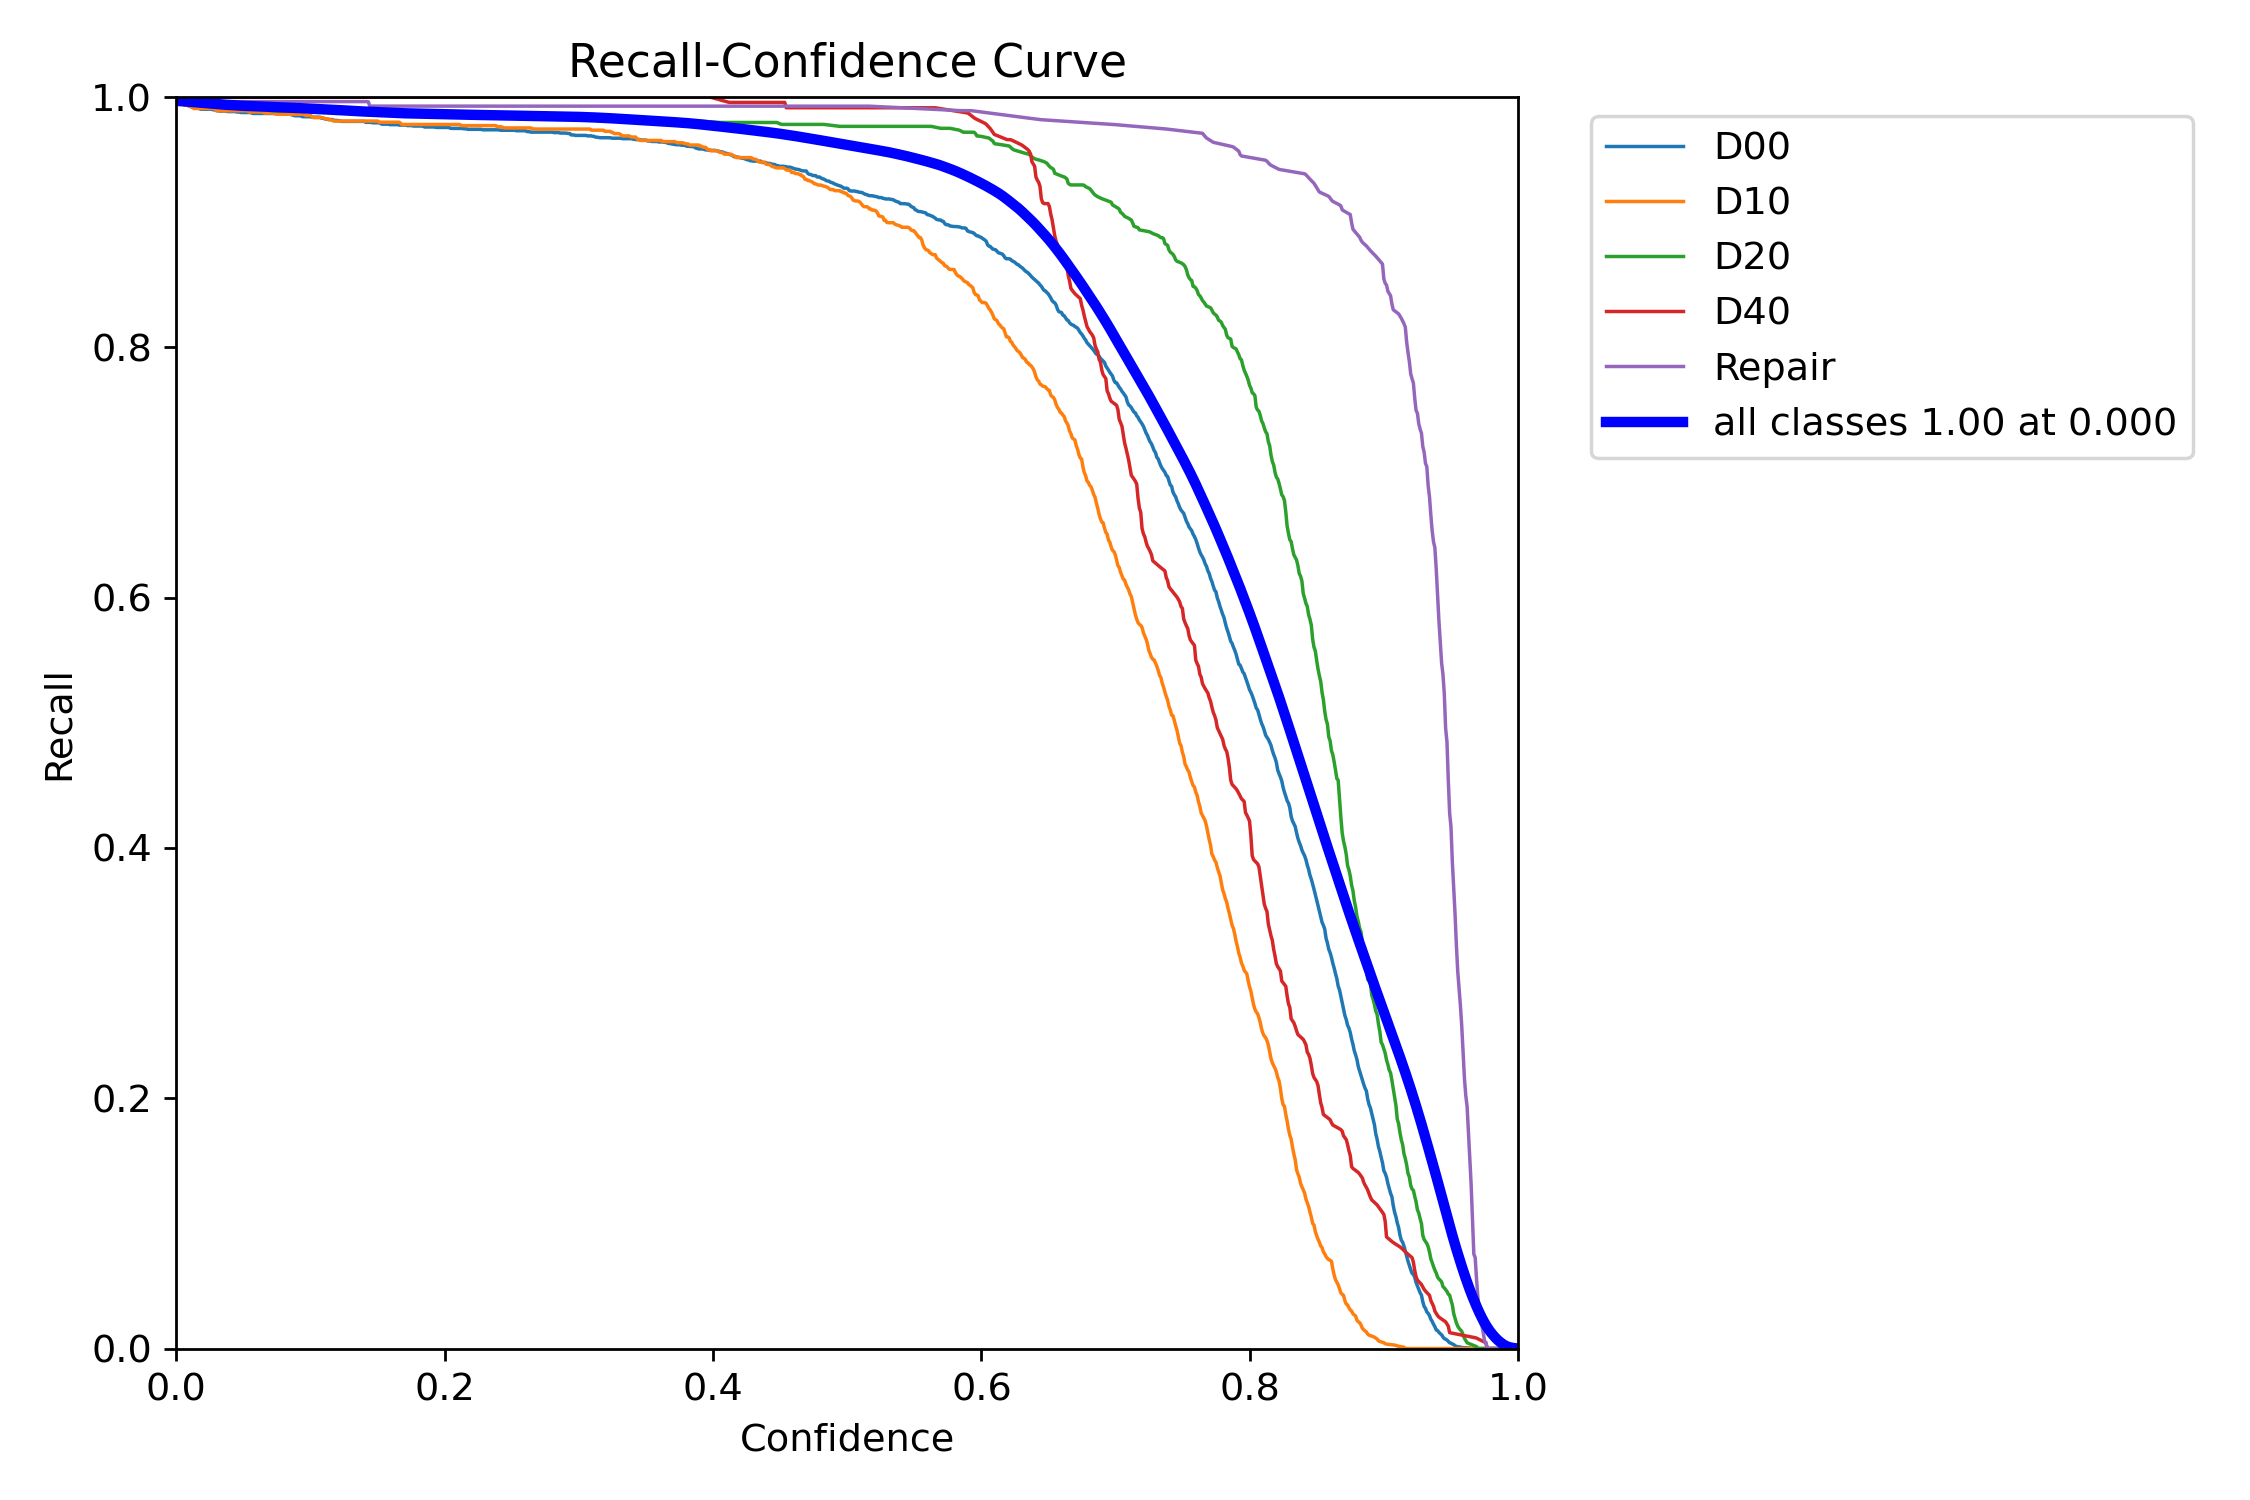 Recall-Confidence Curve
1.0
0.8
0.6
0.4
0.2
0.0
Recall
0.0 0.2 0.4 0.6 0.8 1.0
Confidence
D00
D10
D20
D40
Repair
all classes 1.00 at 0.000